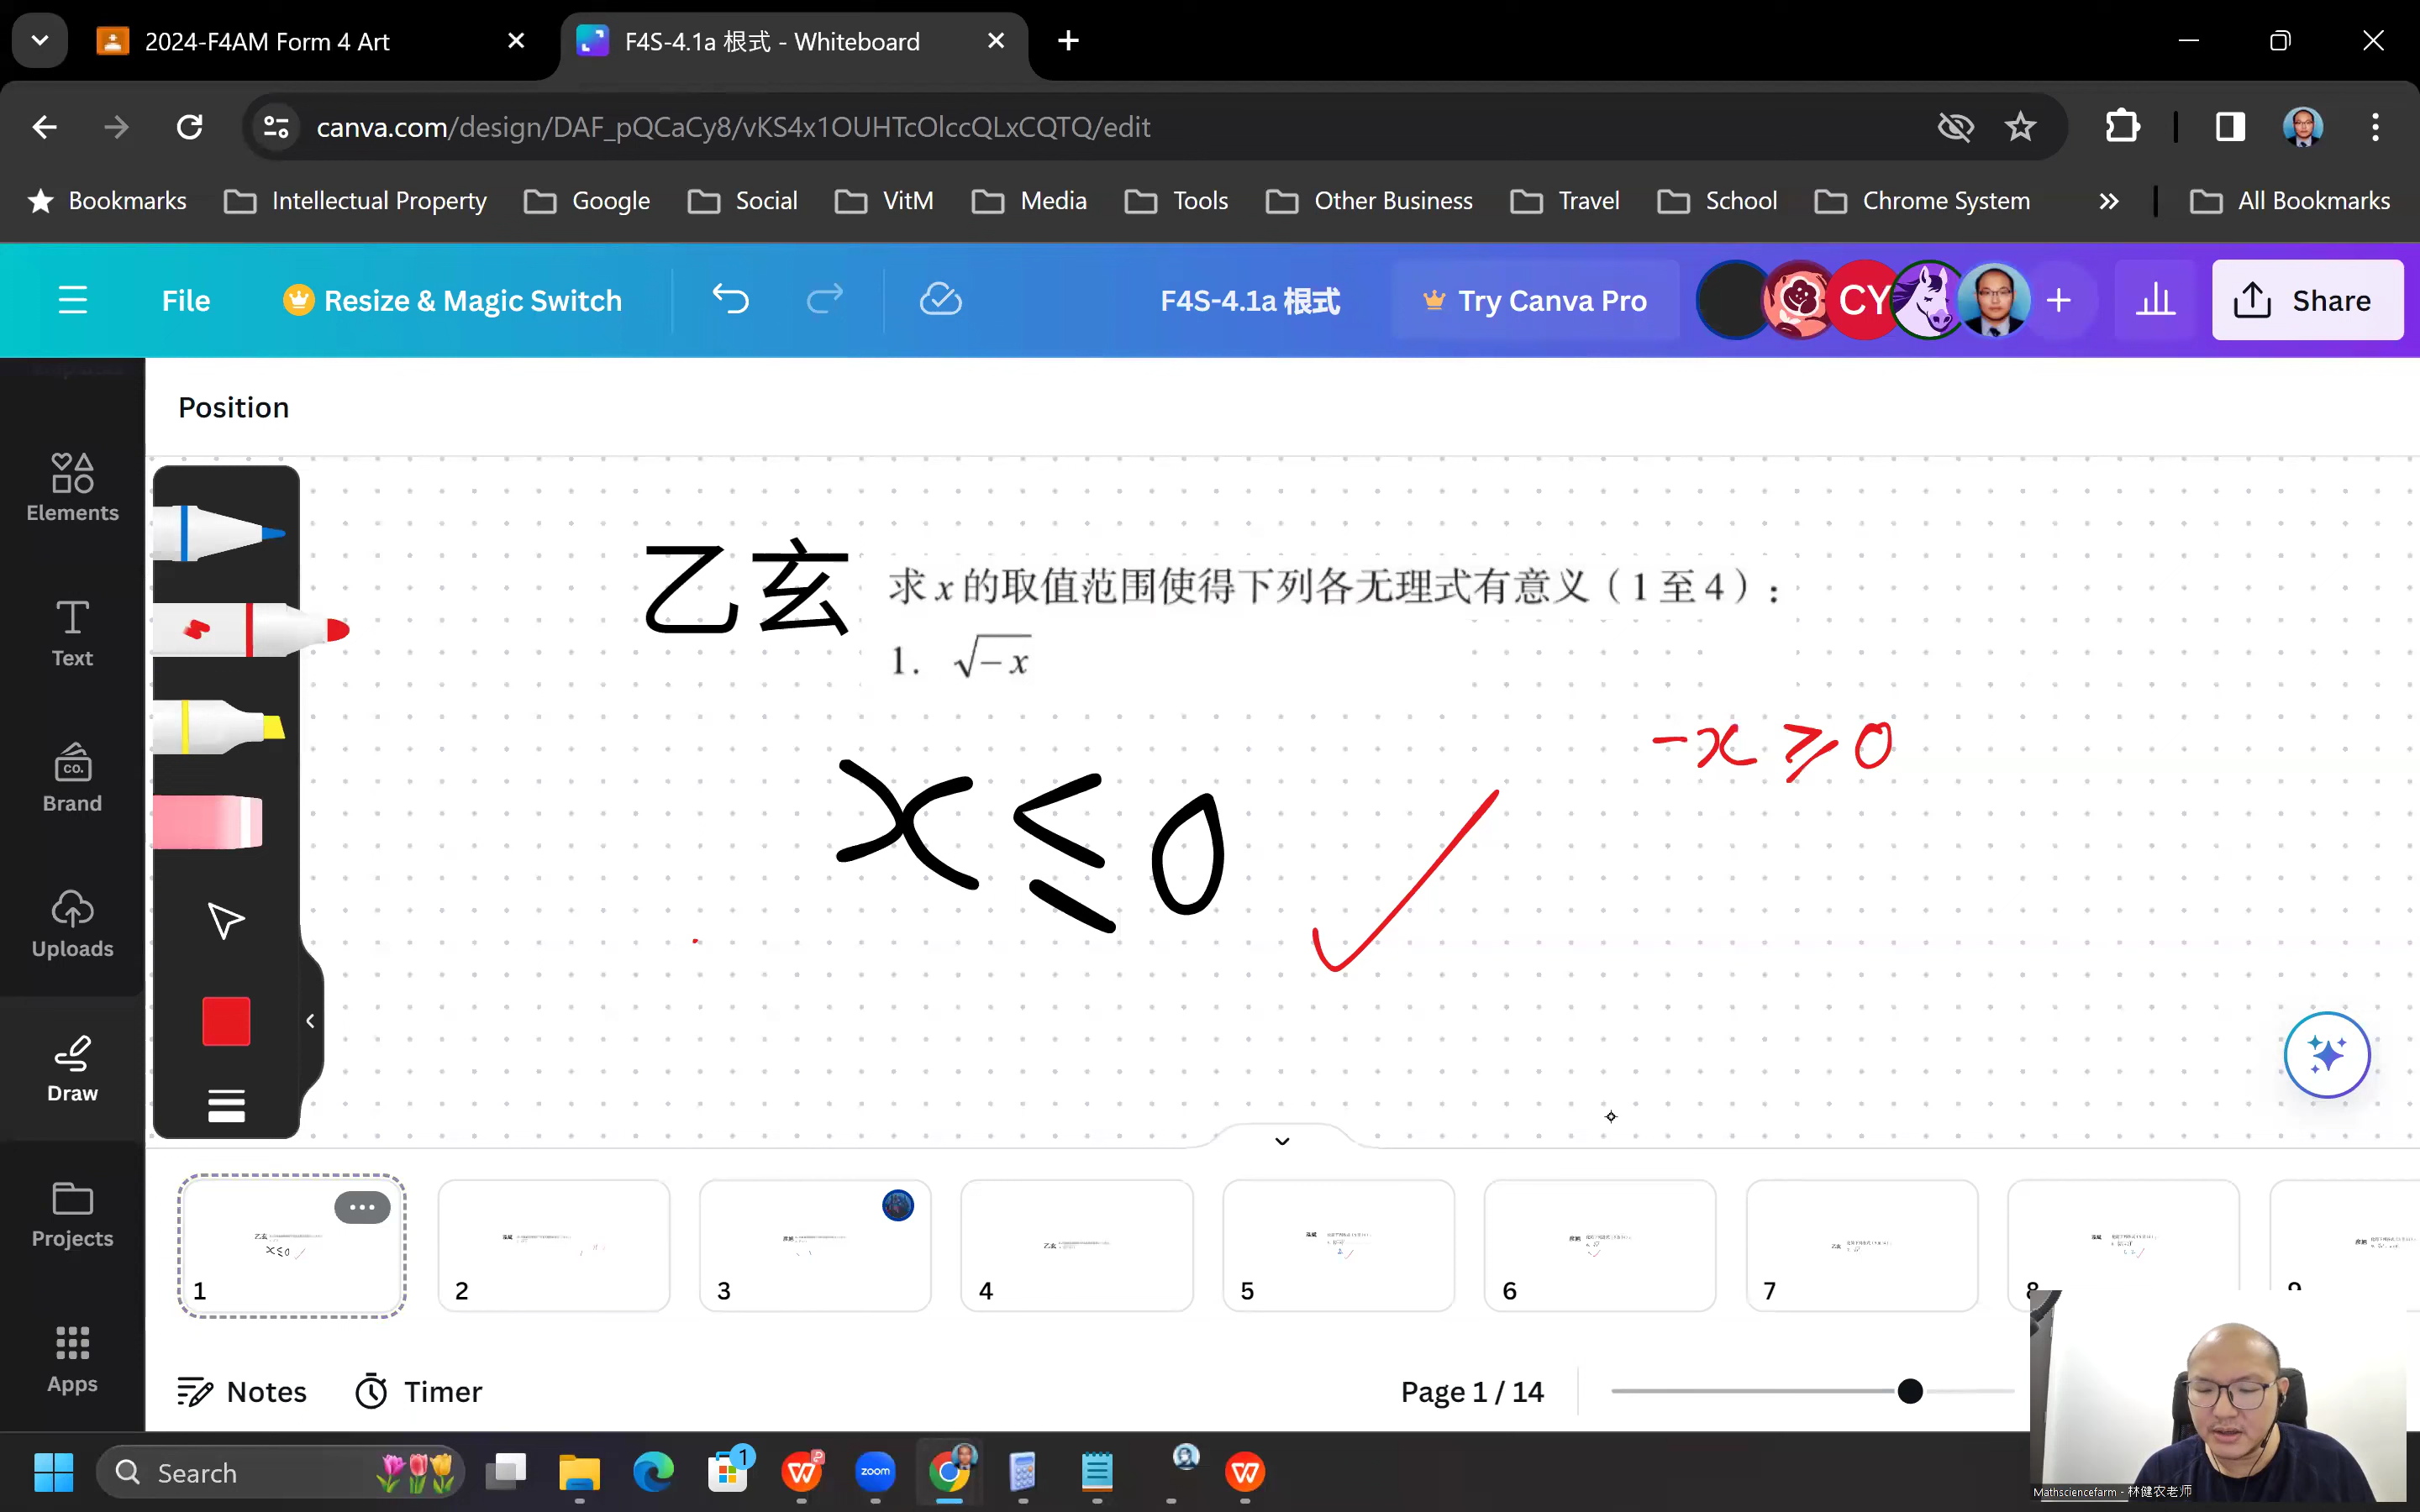 2024-F4AM Form 4 Art
F4S-4.1a 根式 - Whiteboard
canva.com/design/DAF_pQCaCy8/vKS4x1OUHTcOlccQLxCQTQ/edit
Bookmarks Intellectual Property Google Social VitM Media Tools Other Business Travel School Chrome System » All Bookmarks
File Resize & Magic Switch F4S-4.1a 根式 Try Canva Pro CY Share
Position
Elements
Text
CO.
Brand
Uploads
Draw
Projects
Apps
乙玄 求 x 的取值范围使得下列各无理式有意义（1 至 4）：
1. √-x
-x ≥ 0
x ≤ 0
1 2 3 4 5 6 7 8 9
Notes Timer Page 1 / 14
Search 1 zoom
Mathsciencefarm - 林健农老师